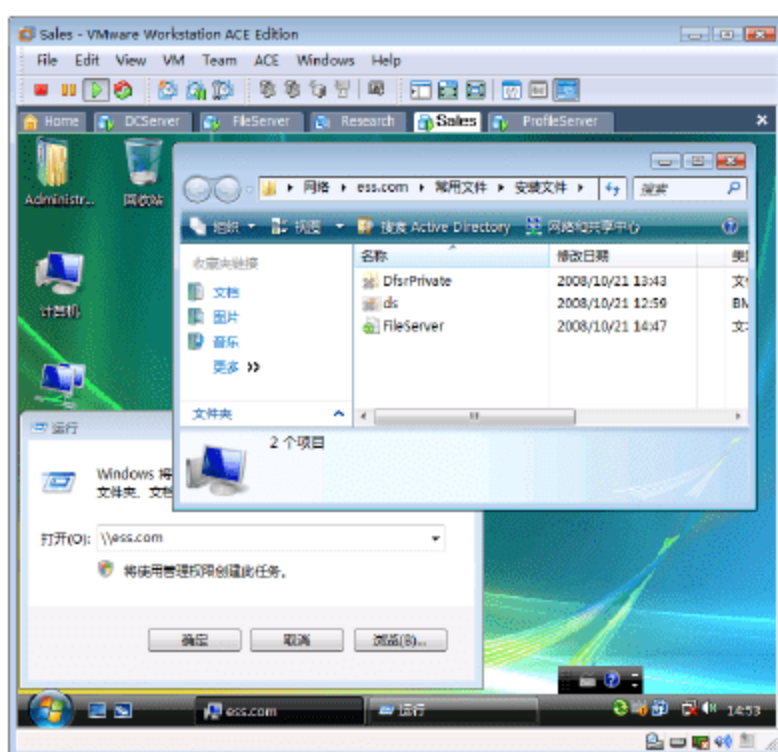 Sales - VMware Workstation ACE Edition
File Edit View VM Team ACE Windows Help
Home DCServer FileServer Research Sales ProfileServer
Administr... 回收站
网络 ess.com 常用文件 安装文件 搜索
组织 视图 搜索 Active Directory 网络和共享中心
收藏夹链接
名称 修改日期
文档
图片
音乐
更多
DfsrPrivate 2008/10/21 13:43
ds 2008/10/21 12:59 BM
FileServer 2008/10/21 14:47
文件夹
2 个项目
计算机
运行
Windows 将
文件夹、文档
打开(O): \\ess.com
将使用管理权限创建此任务。
确定 取消 浏览(B)...
ess.com 运行 14:53